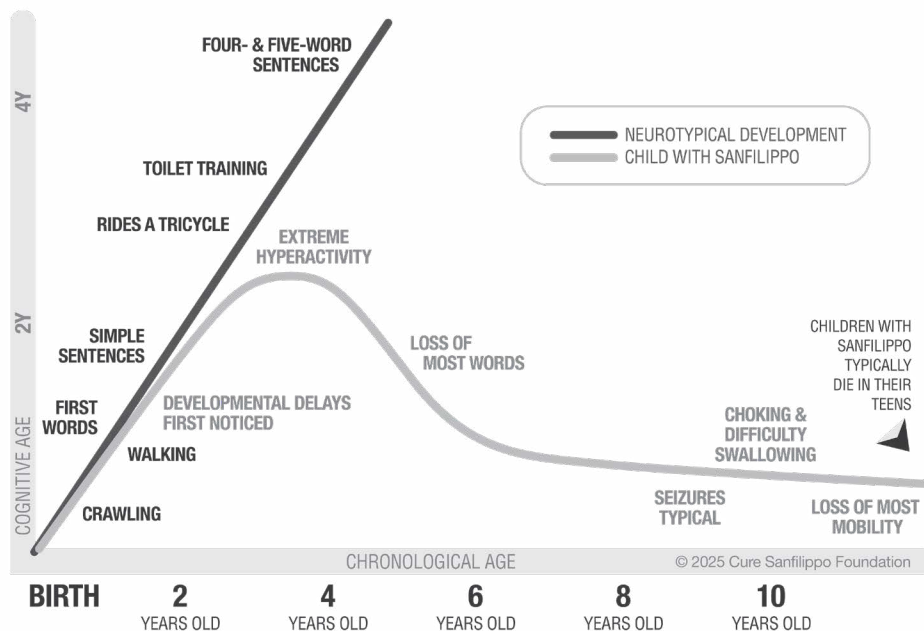 FOUR- & FIVE-WORD
SENTENCES
4Y
NEUROTYPICAL DEVELOPMENT
CHILD WITH SANFILIPPO
TOILET TRAINING
RIDES A TRICYCLE
EXTREME
HYPERACTIVITY
2Y
SIMPLE
SENTENCES
LOSS OF
MOST WORDS
CHILDREN WITH
SANFILIPPO
TYPICALLY
DIE IN THEIR
TEENS
FIRST
WORDS
DEVELOPMENTAL DELAYS
FIRST NOTICED
CHOKING &
DIFFICULTY
SWALLOWING
WALKING
COGNITIVE AGE
CRAWLING
SEIZURES
TYPICAL
LOSS OF MOST
MOBILITY
CHRONOLOGICAL AGE
© 2025 Cure Sanfilippo Foundation
BIRTH
2
YEARS OLD
4
YEARS OLD
6
YEARS OLD
8
YEARS OLD
10
YEARS OLD